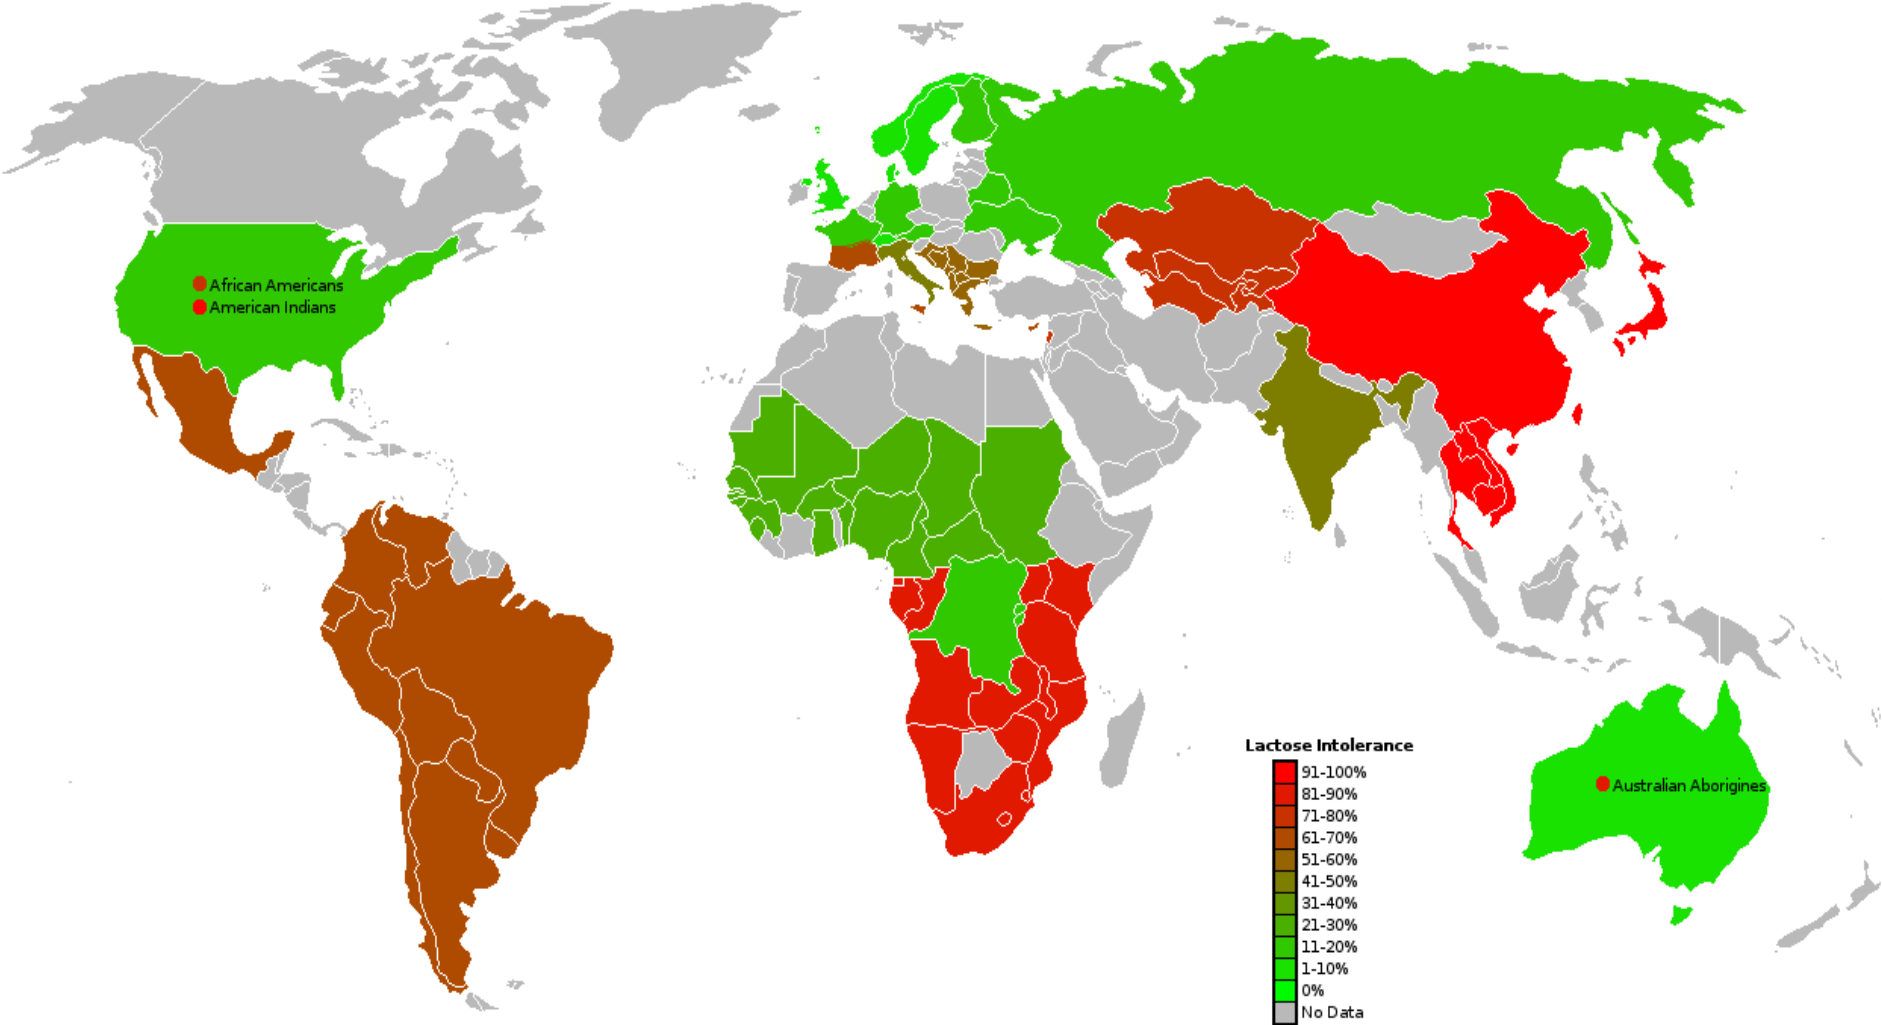 African Americans
American Indians
Lactose Intolerance
91-100%
81-90%
71-80%
61-70%
51-60%
41-50%
31-40%
21-30%
11-20%
1-10%
0%
No Data
Australian Aborigines